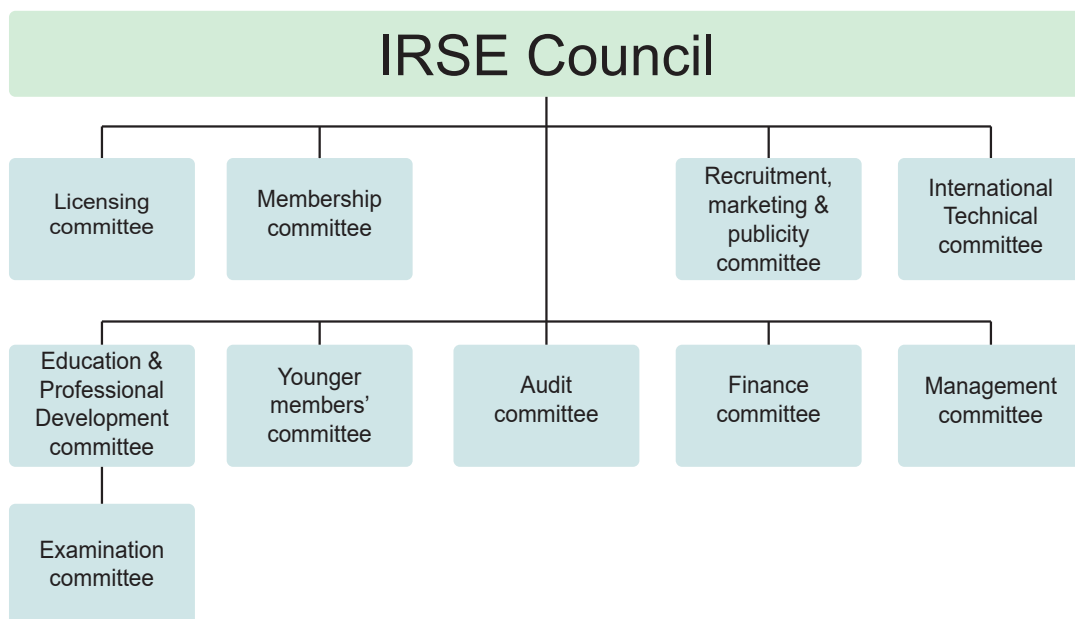 IRSE Council
Licensing
committee
Membership
committee
Recruitment,
marketing &
publicity
committee
International
Technical
committee
Education &
Professional
Development
committee
Younger
members’
committee
Audit
committee
Finance
committee
Management
committee
Examination
committee